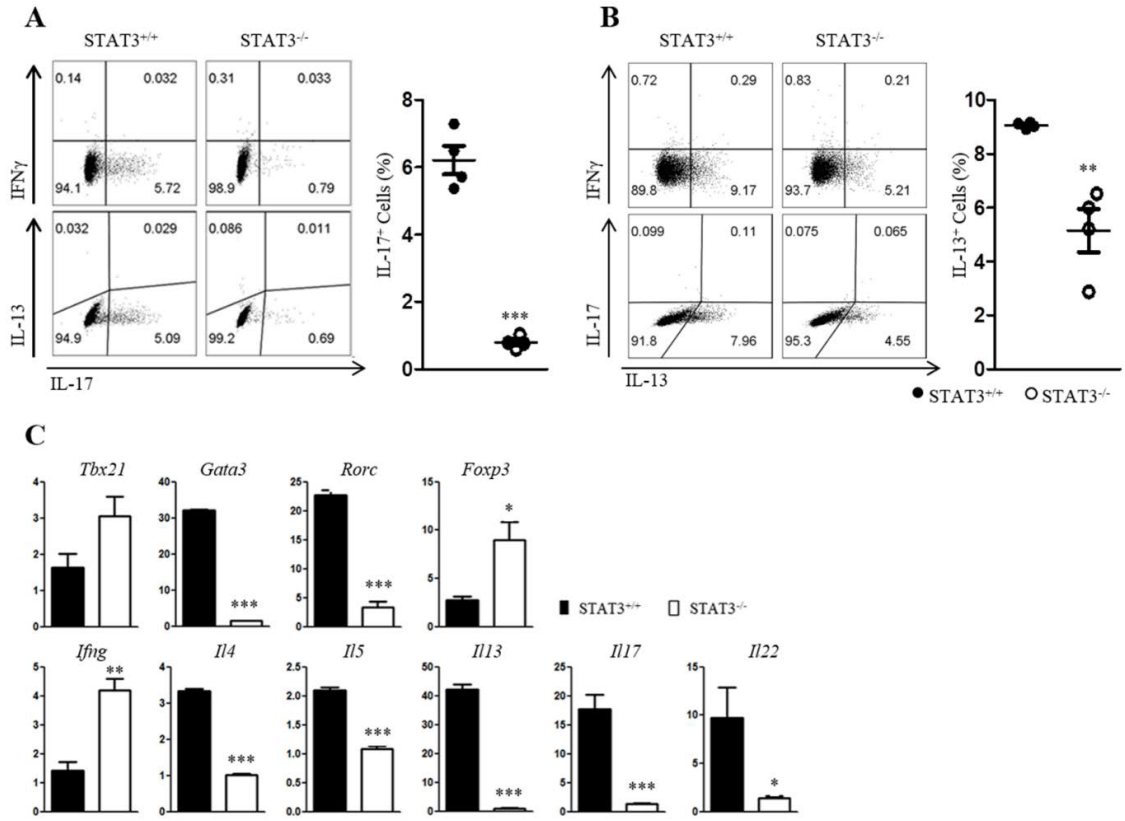 A
STAT3+/+ STAT3-/-
0.14 0.032 0.31 0.033
94.1 5.72 98.9 0.79
IFNγ
0.032 0.029 0.086 0.011
94.9 5.09 99.2 0.69
IL-13
IL-17
8
6
4
2
0
IL-17+ Cells (%)
***
B
STAT3+/+ STAT3-/-
0.72 0.29 0.83 0.21
89.8 9.17 93.7 5.21
IFNγ
0.099 0.11 0.075 0.065
91.8 7.96 95.3 4.55
IL-17
IL-13
10
8
6
4
2
0
IL-13+ Cells (%)
**
● STAT3+/+ O STAT3-/-
C
Tbx21
4
3
2
1
0
Gata3
40
30
20
10
0
***
Rorc
25
20
15
10
5
0
***
Foxp3
15
10
5
0
*
STAT3+/+ STAT3-/-
Ifng
5
4
3
2
1
0
**
Il4
4
3
2
1
0
***
Il5
2.5
2.0
1.5
1.0
0.5
0.0
***
Il13
50
40
30
20
10
0
***
Il17
25
20
15
10
5
0
***
Il22
15
10
5
0
*